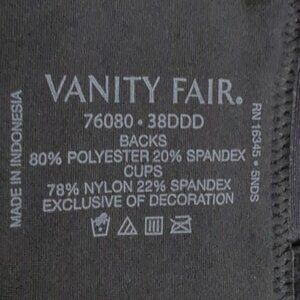 VANITY FAIR®
76080 • 38DDD
BACKS
80% POLYESTER 20% SPANDEX
CUPS
78% NYLON 22% SPANDEX
EXCLUSIVE OF DECORATION
MADE IN INDONESIA
RN 16345 • 5NDS